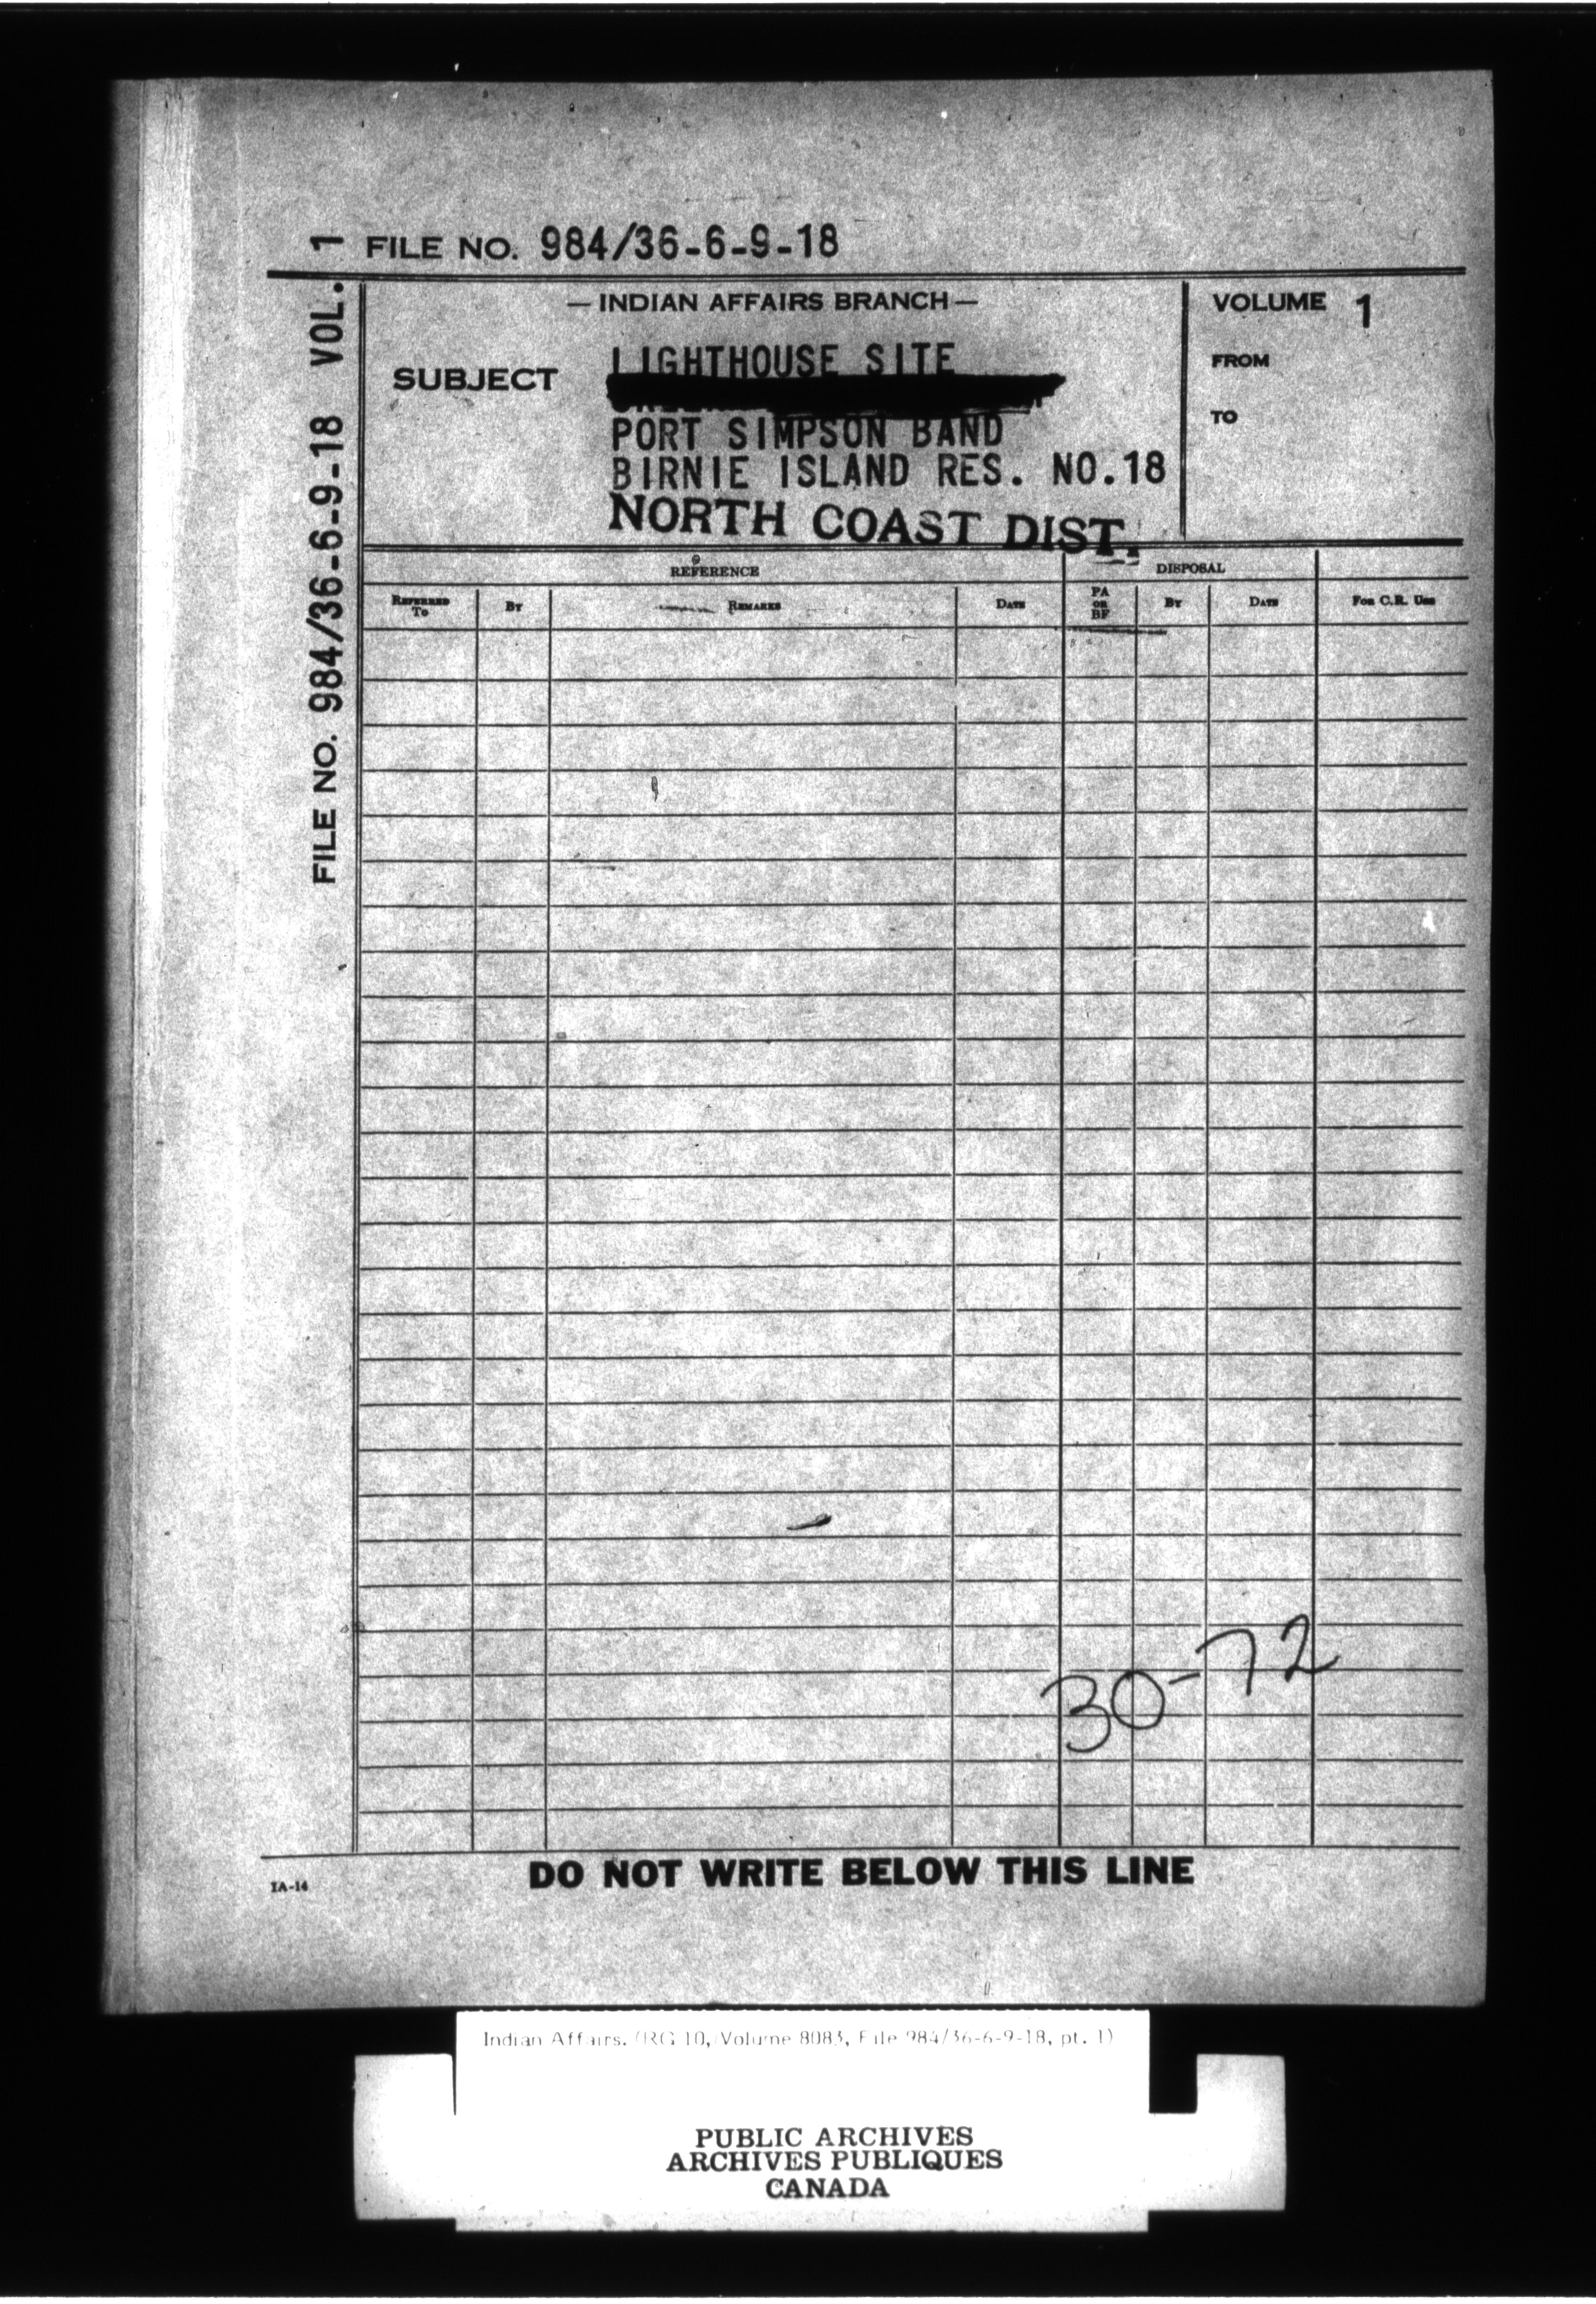 FILE NO. 984/36-6-9-18 VOL. 1
FILE NO. 984/36-6-9-18
— INDIAN AFFAIRS BRANCH —
VOLUME 1
SUBJECT
LIGHTHOUSE SITE
FROM
TO
PORT SIMPSON BAND
BIRNIE ISLAND RES. NO.18
NORTH COAST DIST.
REFERENCE
DISPOSAL
REFERRED TO
BY
REMARKS
DATE
PA OR BF
BY
DATE
FOR C.R. USE
30-72
DO NOT WRITE BELOW THIS LINE
IA-14
Indian Affairs. (RG 10, Volume 8083, File 984/36-6-9-18, pt. 1)
PUBLIC ARCHIVES
ARCHIVES PUBLIQUES
CANADA